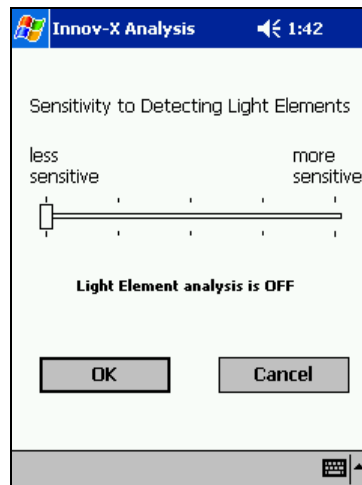 Innov-X Analysis 1:42
Sensitivity to Detecting Light Elements
less more
sensitive sensitive
Light Element analysis is OFF
OK Cancel